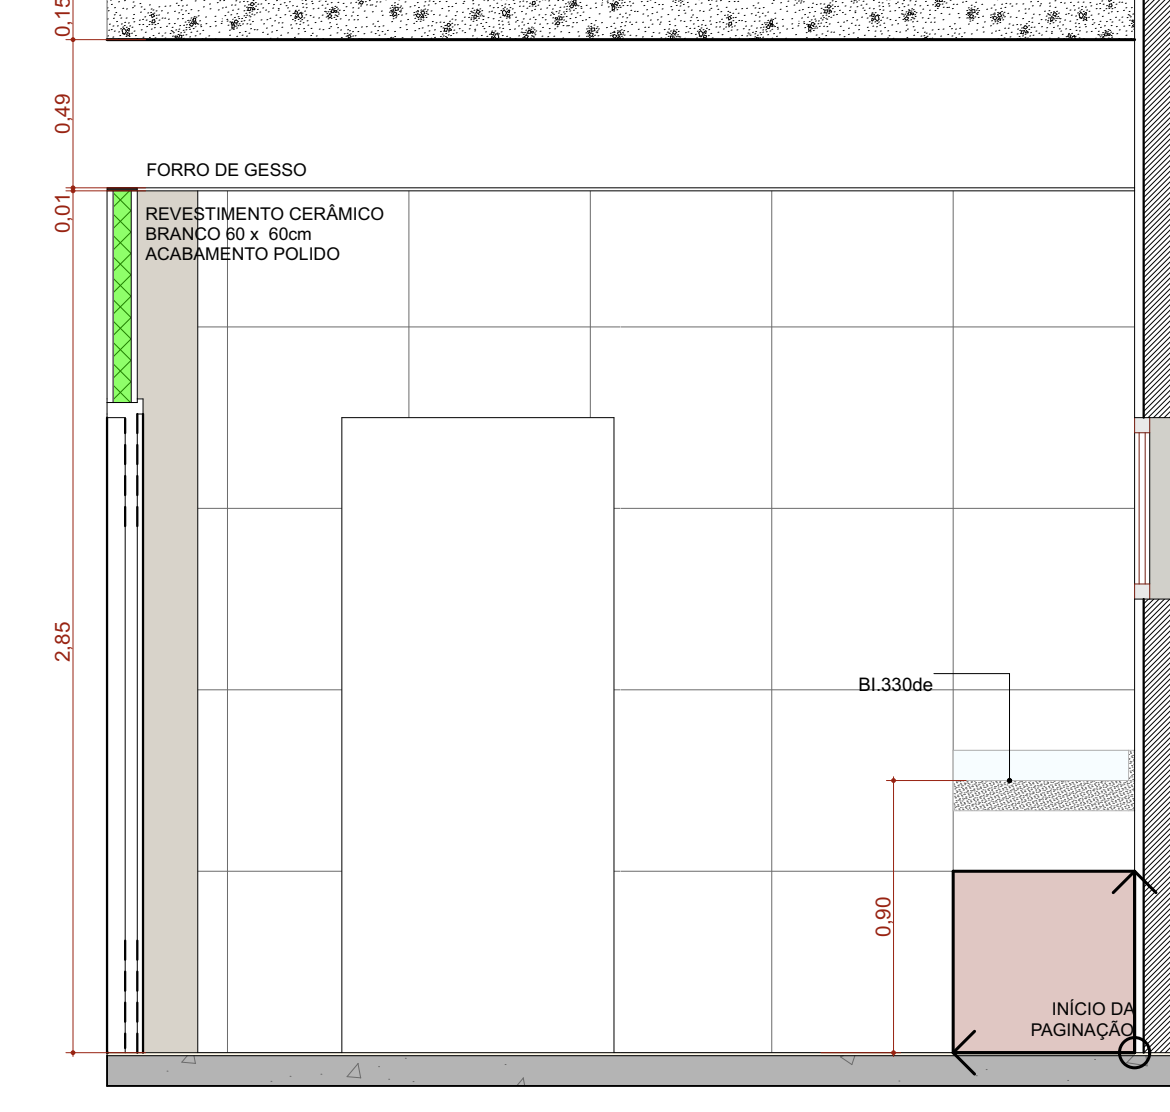 0,15
0,49
FORRO DE GESSO
0,01
REVESTIMENTO CERÂMICO
BRANCO 60 x 60cm
ACABAMENTO POLIDO
2,85
BI.330de
0,90
INÍCIO DA
PAGINAÇÃO